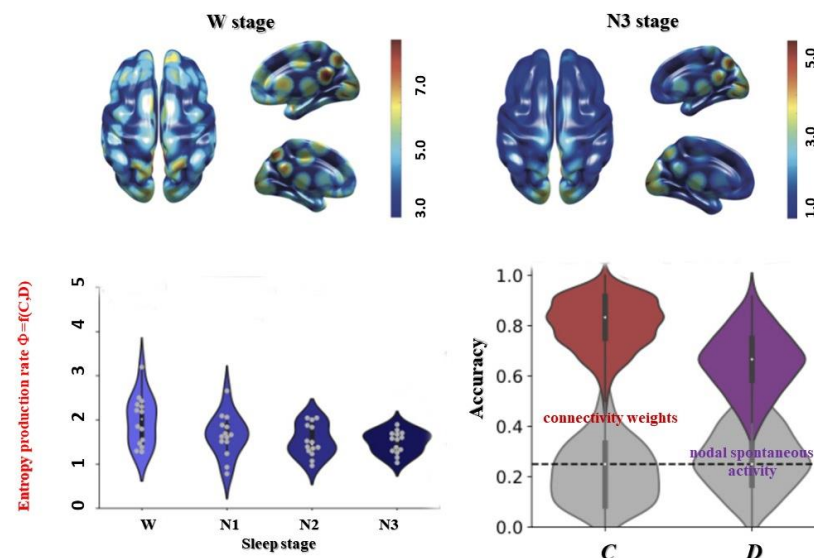 W stage
N3 stage
7.0
5.0
3.0
5.0
3.0
1.0
Entropy production rate Φ=f(C,D)
5
4
3
2
1
0
W
N1
N2
N3
Sleep stage
Accuracy
1.0
0.8
0.6
0.4
0.2
0.0
connectivity weights
nodal spontaneous
activity
C
D